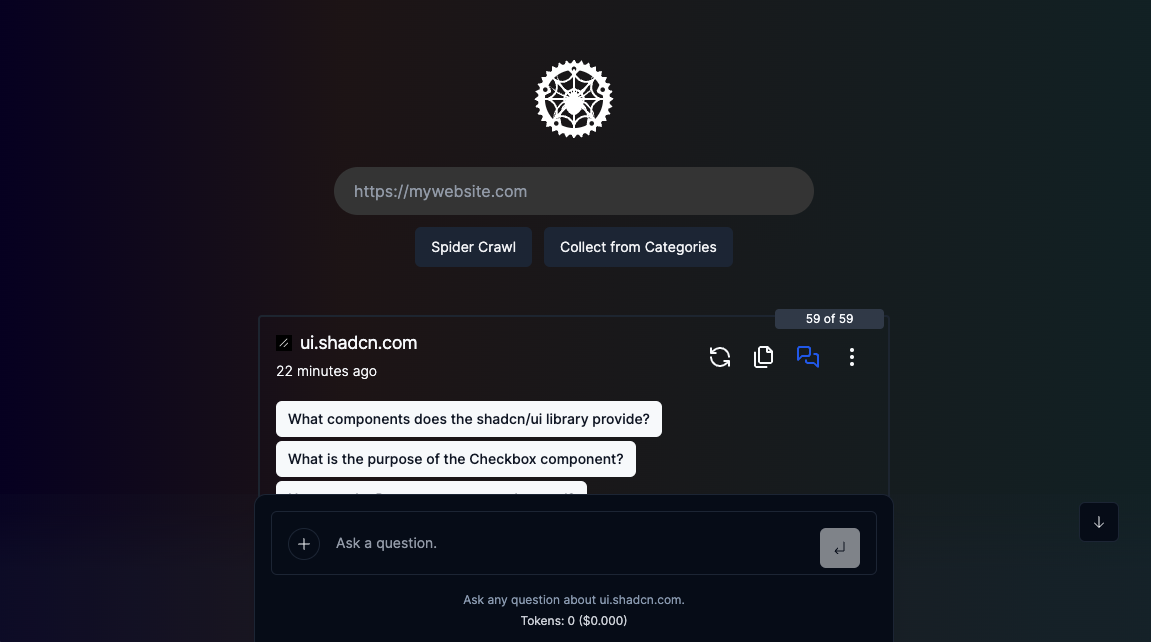 https://mywebsite.com
Spider Crawl
Collect from Categories
59 of 59
ui.shadcn.com
22 minutes ago
What components does the shadcn/ui library provide?
What is the purpose of the Checkbox component?
Ask a question.
Ask any question about ui.shadcn.com.
Tokens: 0 ($0.000)